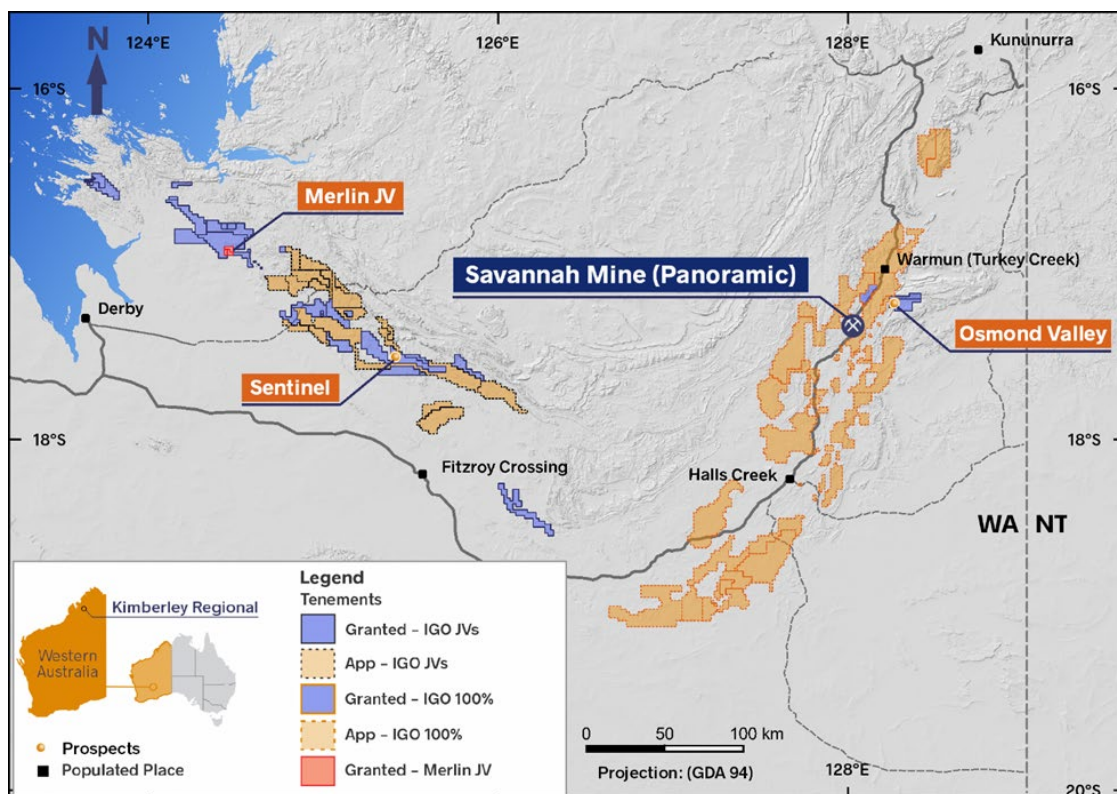 N
124°E
126°E
128°E
Kununurra
16°S
16°S
Merlin JV
Savannah Mine (Panoramic)
Warmun (Turkey Creek)
Derby
Osmond Valley
Sentinel
18°S
18°S
Fitzroy Crossing
Halls Creek
WA NT
Kimberley Regional
Western
Australia
Prospects
Populated Place
Legend
Tenements
Granted – IGO JVs
App – IGO JVs
Granted – IGO 100%
App – IGO 100%
Granted – Merlin JV
0 50 100 km
Projection: (GDA 94)
128°E
20°S